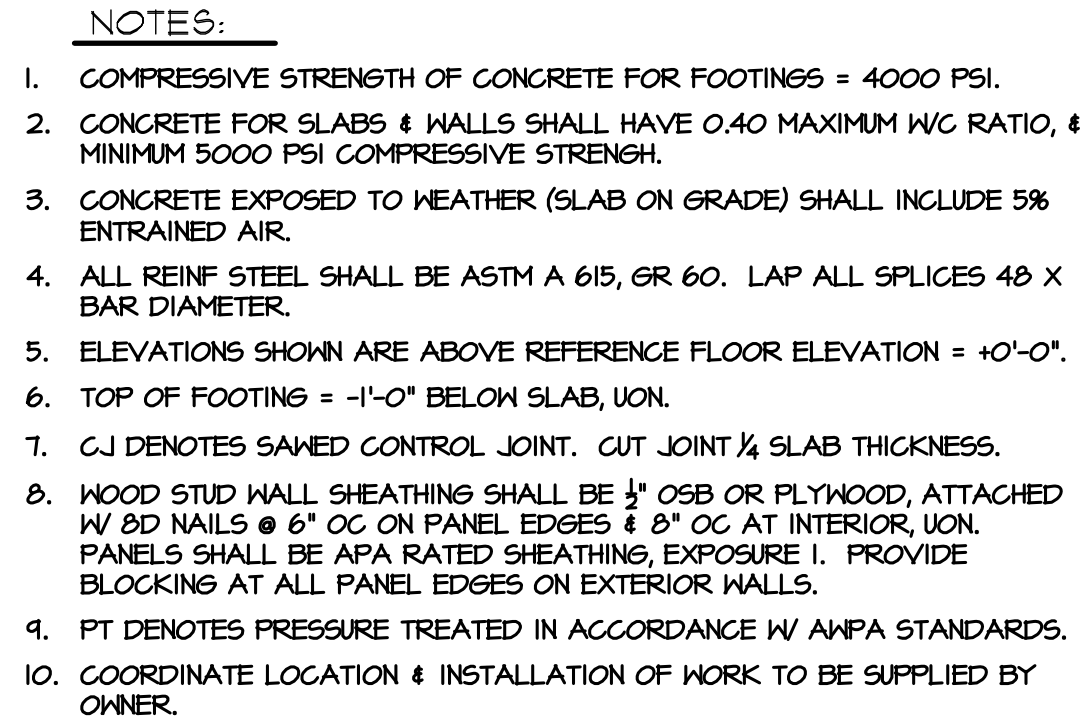 NOTES:
1. COMPRESSIVE STRENGTH OF CONCRETE FOR FOOTINGS = 4000 PSI.
2. CONCRETE FOR SLABS & WALLS SHALL HAVE 0.40 MAXIMUM W/C RATIO, &
MINIMUM 5000 PSI COMPRESSIVE STRENGH.
3. CONCRETE EXPOSED TO WEATHER (SLAB ON GRADE) SHALL INCLUDE 5%
ENTRAINED AIR.
4. ALL REINF STEEL SHALL BE ASTM A 615, GR 60. LAP ALL SPLICES 48 X
BAR DIAMETER.
5. ELEVATIONS SHOWN ARE ABOVE REFERENCE FLOOR ELEVATION = +0'-0".
6. TOP OF FOOTING = -1'-0" BELOW SLAB, UON.
7. CJ DENOTES SAWED CONTROL JOINT. CUT JOINT ¼ SLAB THICKNESS.
8. WOOD STUD WALL SHEATHING SHALL BE ½" OSB OR PLYWOOD, ATTACHED
W/ 8D NAILS @ 6" OC ON PANEL EDGES & 8" OC AT INTERIOR, UON.
PANELS SHALL BE APA RATED SHEATHING, EXPOSURE 1. PROVIDE
BLOCKING AT ALL PANEL EDGES ON EXTERIOR WALLS.
9. PT DENOTES PRESSURE TREATED IN ACCORDANCE W/ AWPA STANDARDS.
10. COORDINATE LOCATION & INSTALLATION OF WORK TO BE SUPPLIED BY
OWNER.